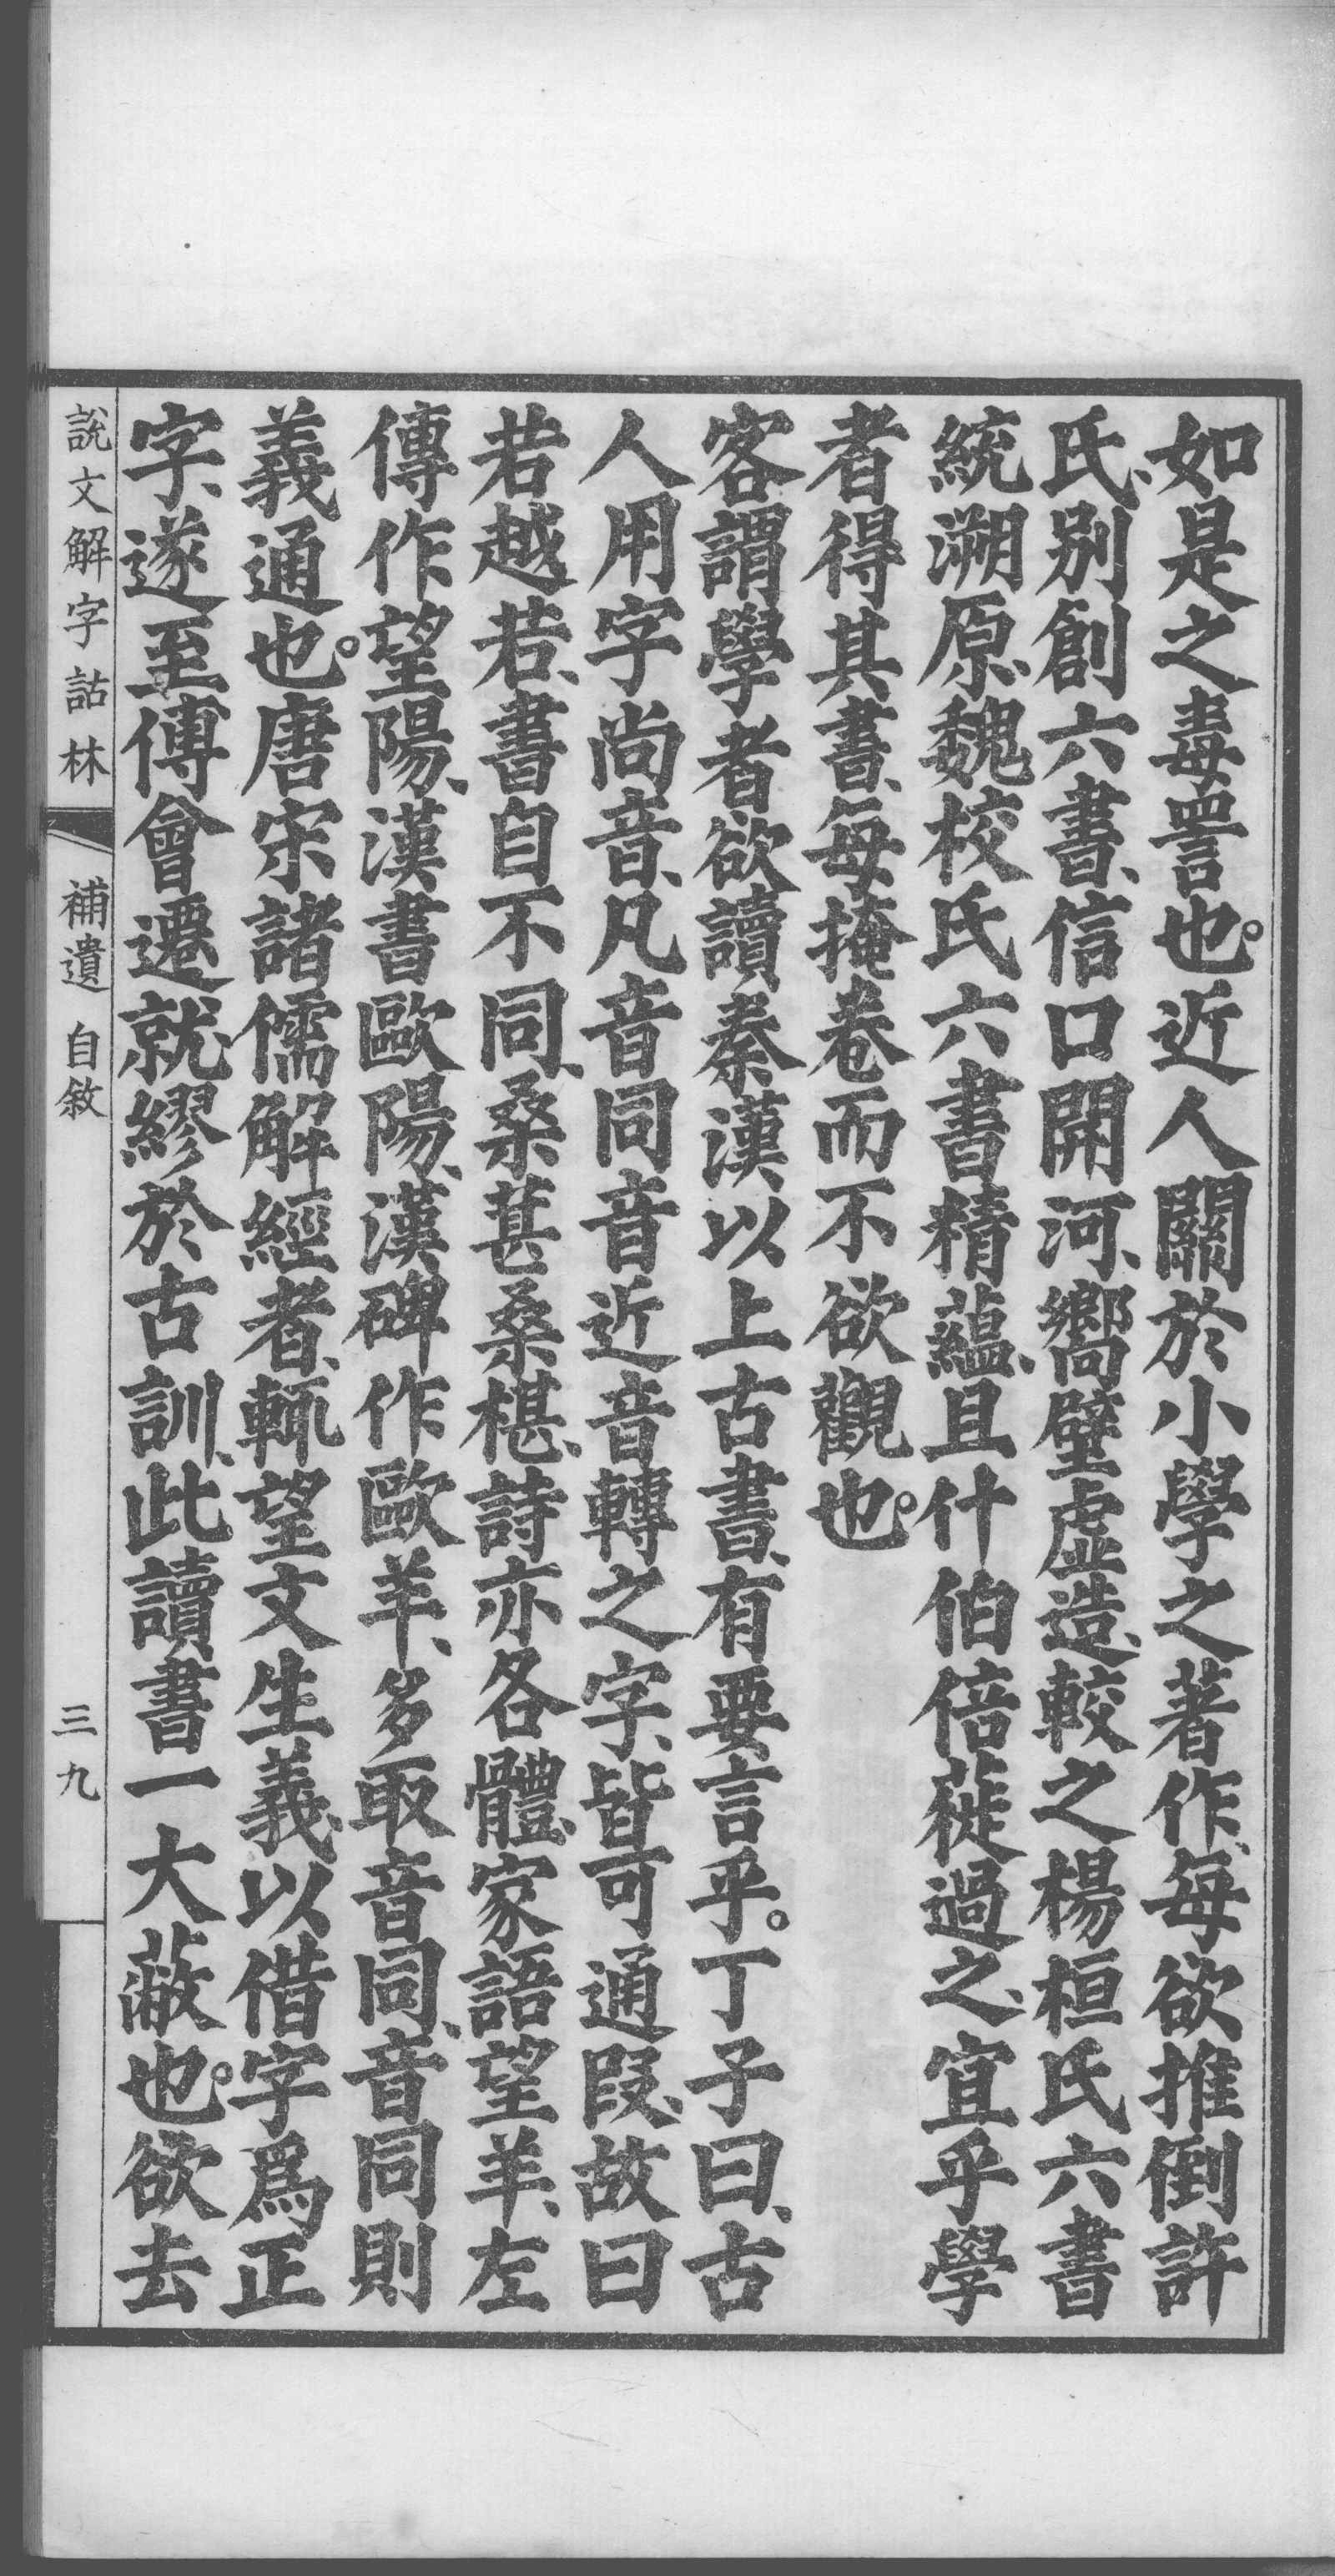 如是之毒詈也。近人關於小學之著作、每欲推倒許
氏、別創六書、信口開河、嚮壁虛造、較之楊桓氏六書
統溯原、魏校氏六書精蘊、且什伯倍蓰過之、宜乎學
者得其書、每掩卷而不欲觀也。
客謂學者欲讀秦漢以上古書、有要言乎。丁子曰、古
人用字尚音、凡音同音近音轉之字、皆可通叚、故曰
若越若、書自不同、桑葚桑椹、詩亦各體、家語望羊、左
傳作望陽、漢書歐陽、漢碑作歐羊、多取音同、音同則
義通也。唐宋諸儒解經者、輒望文生義、以借字爲正
字、遂至傅會遷就、繆於古訓、此讀書一大蔽也。欲去
說文解字詁林 補遺 自敘 三九